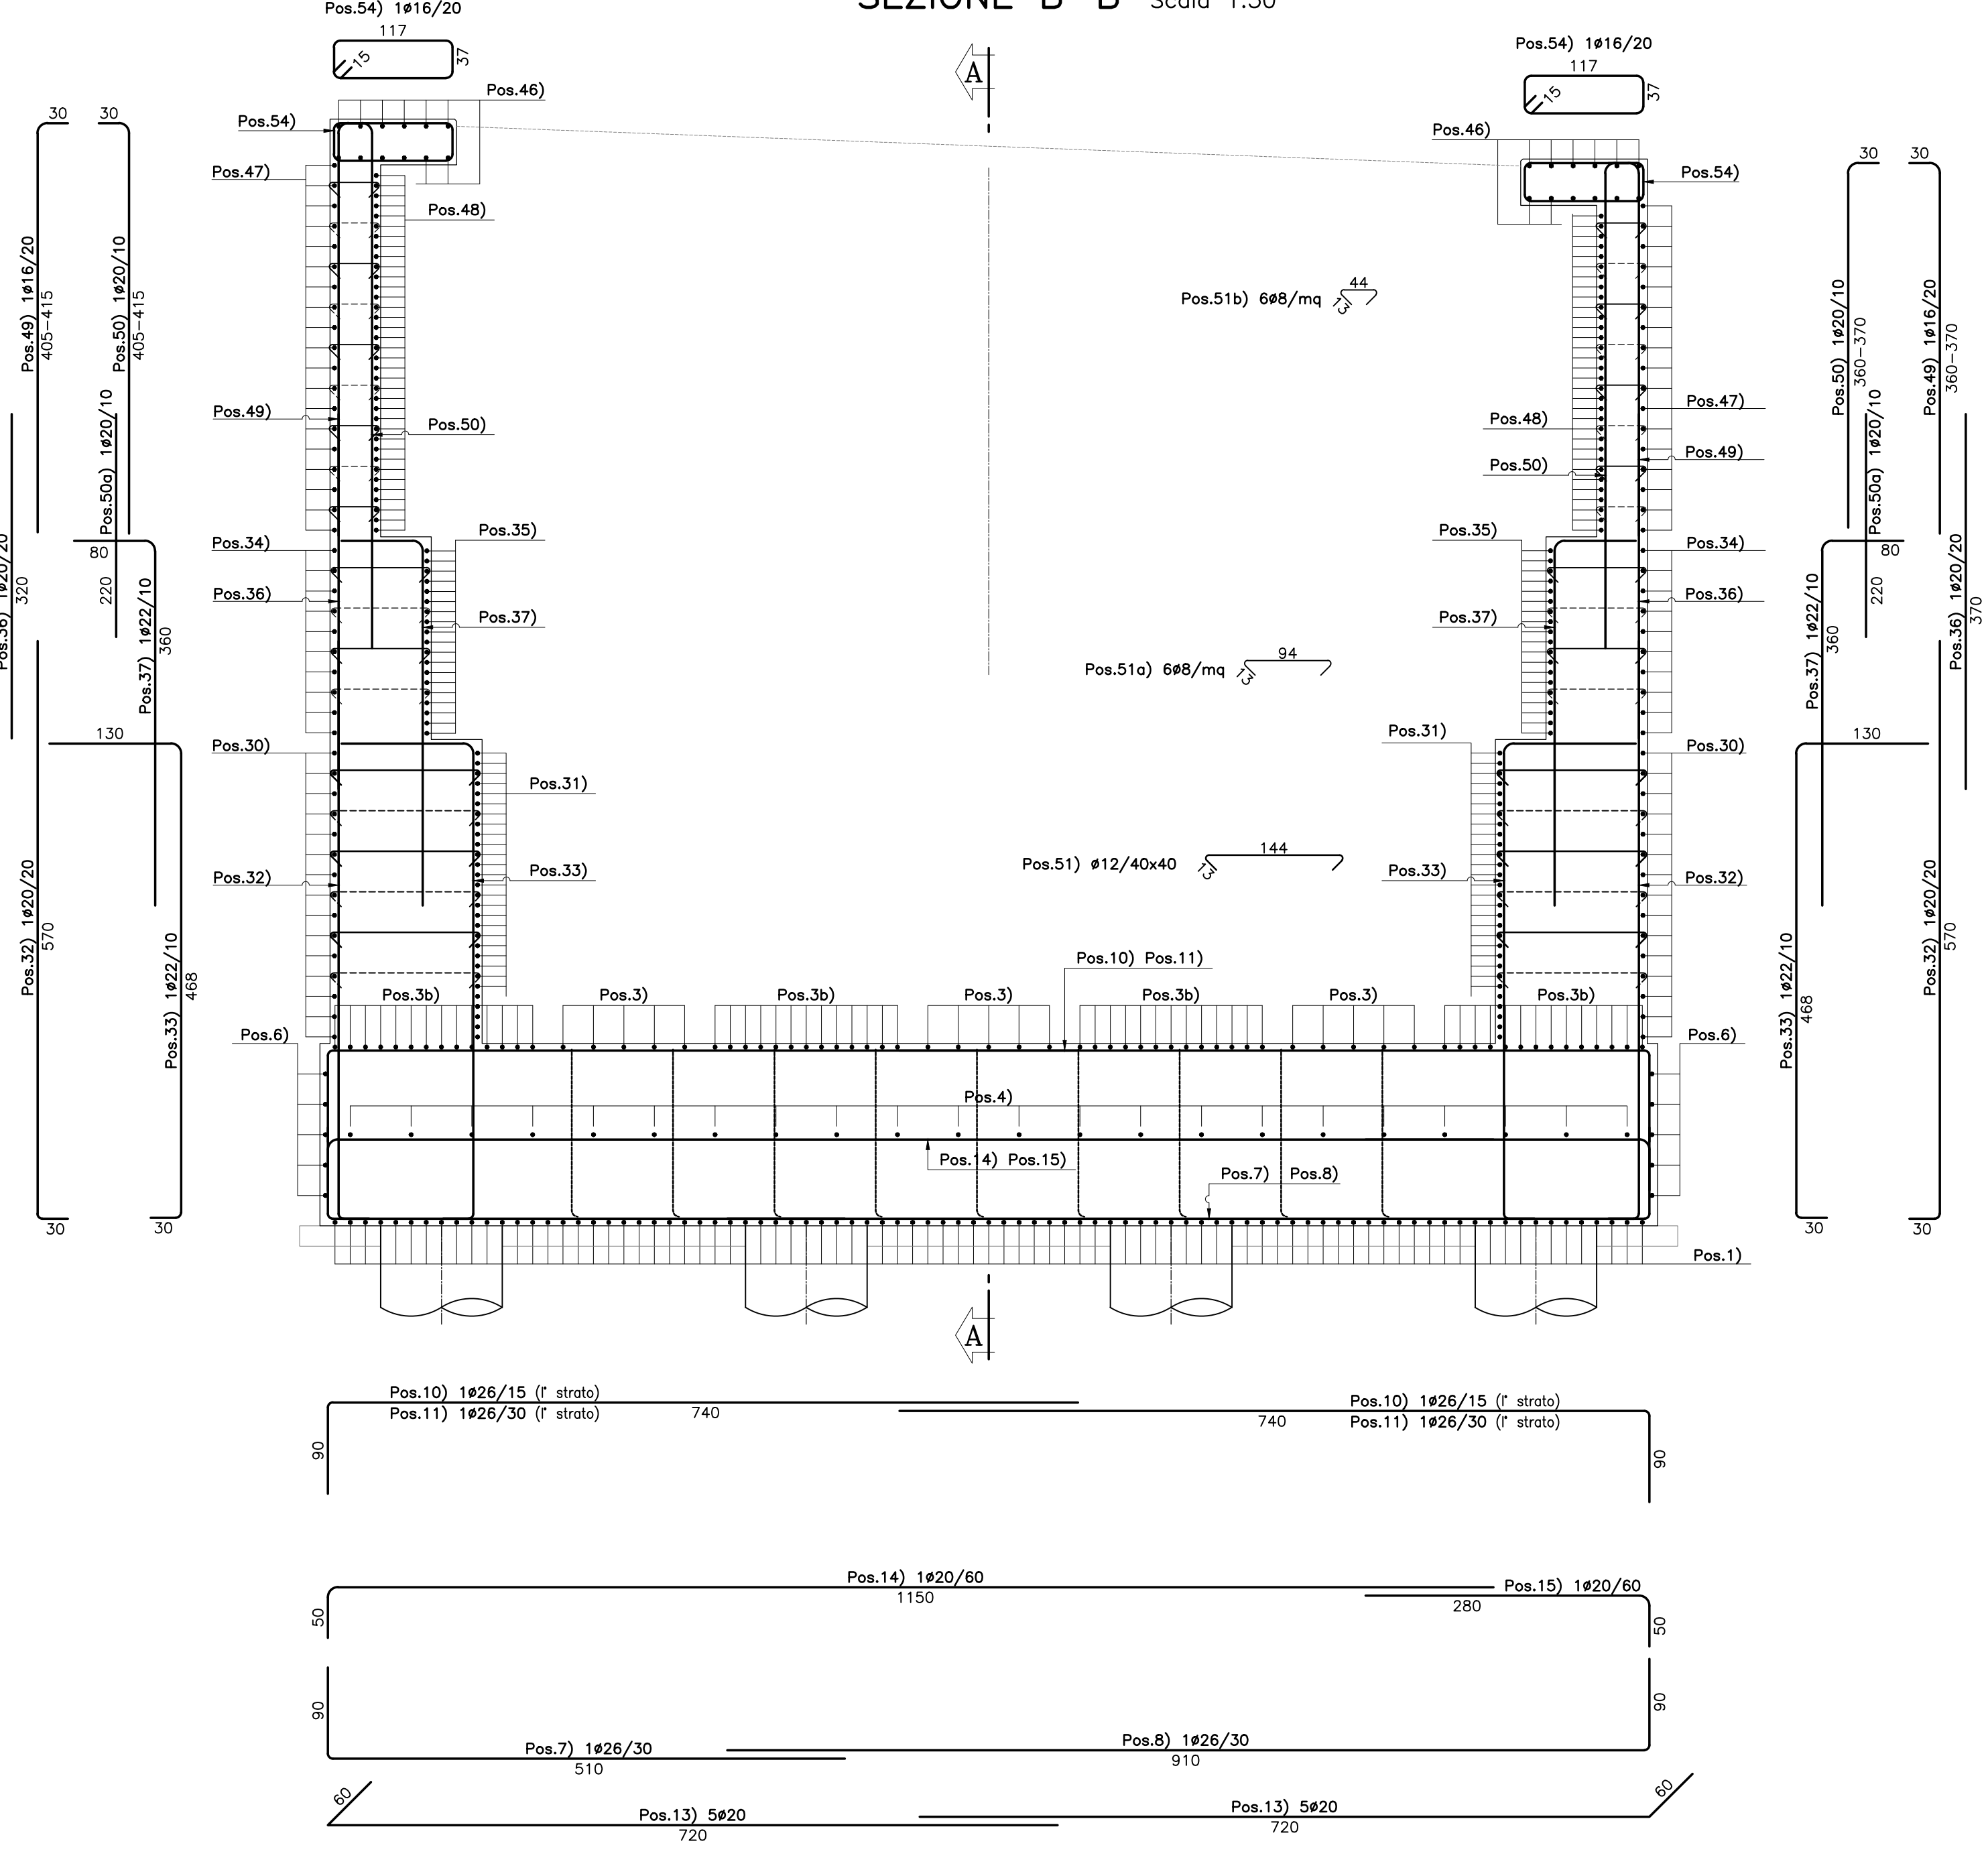 SEZIONE B-B Scala 1:50
Pos.54) 1ø16/20
117
37
15
Pos.54) 1ø16/20
117
37
15
A
Pos.46)
Pos.54)
Pos.47)
Pos.48)
Pos.49)
Pos.50)
Pos.34)
Pos.35)
Pos.36)
Pos.37)
Pos.30)
Pos.31)
Pos.32)
Pos.33)
Pos.6)
Pos.46)
Pos.54)
Pos.47)
Pos.48)
Pos.49)
Pos.50)
Pos.35)
Pos.34)
Pos.36)
Pos.37)
Pos.31)
Pos.30)
Pos.33)
Pos.32)
Pos.6)
30
30
Pos.49) 1ø16/20
405-415
Pos.50) 1ø20/10
405-415
Pos.50a) 1ø20/10
220
Pos.36) 1ø20/20
320
80
Pos.37) 1ø22/10
360
130
Pos.32) 1ø20/20
570
Pos.33) 1ø22/10
468
30
30
30
30
Pos.50) 1ø20/10
360-370
Pos.49) 1ø16/20
360-370
Pos.50a) 1ø20/10
220
80
Pos.36) 1ø20/20
370
Pos.37) 1ø22/10
360
130
Pos.33) 1ø22/10
468
Pos.32) 1ø20/20
570
30
30
Pos.51b) 6ø8/mq
44
13
Pos.51a) 6ø8/mq
94
13
Pos.51) ø12/40x40
144
13
Pos.10) Pos.11)
Pos.3b)
Pos.3)
Pos.3b)
Pos.3)
Pos.3b)
Pos.3)
Pos.3b)
Pos.4)
Pos.14) Pos.15)
Pos.7) Pos.8)
Pos.1)
A
Pos.10) 1ø26/15 (I° strato)
Pos.11) 1ø26/30 (I° strato)
740
90
Pos.10) 1ø26/15 (I° strato)
Pos.11) 1ø26/30 (I° strato)
740
90
Pos.14) 1ø20/60
1150
50
Pos.15) 1ø20/60
280
50
90
Pos.7) 1ø26/30
510
Pos.8) 1ø26/30
910
90
60
Pos.13) 5ø20
720
Pos.13) 5ø20
720
60